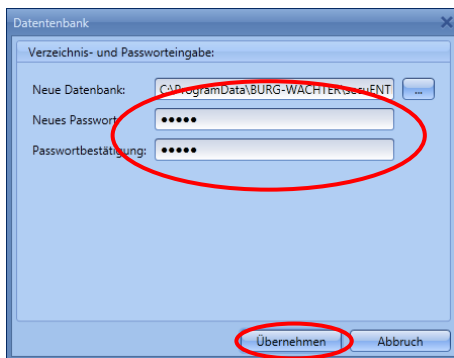 Datentenbank
Verzeichnis- und Passworteingabe:
Neue Datenbank: C:\ProgramData\BURG-WÄCHTER\secuENT ...
Neues Passwort: •••••
Passwortbestätigung: •••••
Übernehmen Abbruch